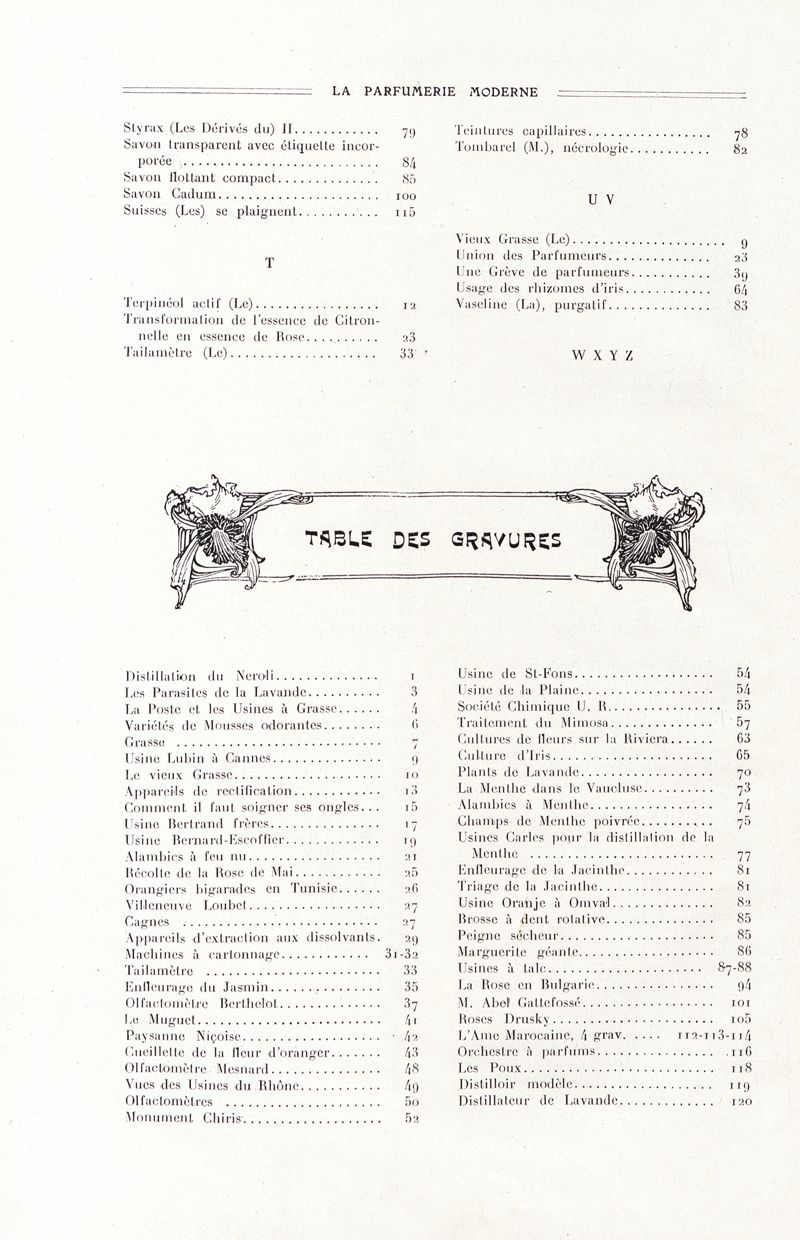 LA PARFUMERIE MODERNE
Styrax (Les Dérivés du) II............ 79
Savon transparent avec étiquette incor-
porée .......................... 84
Savon flottant compact.............. 85
Savon Cadum...................... 100
Suisses (Les) se plaignent........... 115
T
Terpinéol actif (Le)................. 12
Transformation de l'essence de Citron-
nelle en essence de Rose.......... 23
Tailamètre (Le).................... 33
Teintures capillaires................. 78
Tombarel (M.), nécrologie........... 82
U V
Vieux Grasse (Le)..................... 9
Union des Parfumeurs.............. 23
Une Grève de parfumeurs........... 39
Usage des rhizomes d'iris............ 64
Vaseline (La), purgatif.............. 83
W X Y Z
TABLE DES GRAVURES
Distillation du Neroli.............. 1
Les Parasites de la Lavande.......... 3
La Poste et les Usines à Grasse...... 4
Variétés de Mousses odorantes........ 6
Grasse ........................... 7
Usine Lubin à Cannes............... 9
Le vieux Grasse.................... 10
Appareils de rectification............ 13
Comment il faut soigner ses ongles... 15
Usine Bertrand frères............... 17
Usine Bernard-Escoffier............. 19
Alambics à feu nu.................. 21
Récolte de la Rose de Mai........... 25
Orangiers bigarades en Tunisie...... 26
Villeneuve Loubet.................. 27
Cagnes .......................... 27
Appareils d'extraction aux dissolvants. 29
Machines à cartonnage............ 31-32
Tailamètre ....................... 33
Enfleurage du Jasmin............... 35
Olfactomètre Berthelot.............. 37
Le Muguet........................ 41
Paysanne Niçoise................... 42
Cueillette de la fleur d'oranger....... 43
Olfactomètre Mesnard............... 48
Vues des Usines du Rhône........... 49
Olfactomètres ..................... 50
Monument Chiris................... 52
Usine de St-Fons................... 54
Usine de la Plaine.................. 54
Société Chimique U. R............... 55
Traitement du Mimosa.............. 57
Cultures de fleurs sur la Riviera...... 63
Culture d'Iris...................... 65
Plants de Lavande.................. 70
La Menthe dans le Vaucluse.......... 73
Alambics à Menthe................. 74
Champs de Menthe poivrée.......... 75
Usines Carles pour la distillation de la
Menthe ......................... 77
Enfleurage de la Jacinthe............ 81
Triage de la Jacinthe................ 81
Usine Oranje à Omval.............. 82
Brosse à dent rotative............... 85
Peigne sécheur..................... 85
Marguerite géante.................. 86
Usines à talc..................... 87-88
La Rose en Bulgarie................ 94
M. Abel Gattefossé.................. 101
Roses Drusky...................... 105
L'Ame Marocaine, 4 grav. ..... 112-113-114
Orchestre à parfums................ 116
Les Poux.......................... 118
Distilloir modèle................... 119
Distillateur de Lavande............. 120